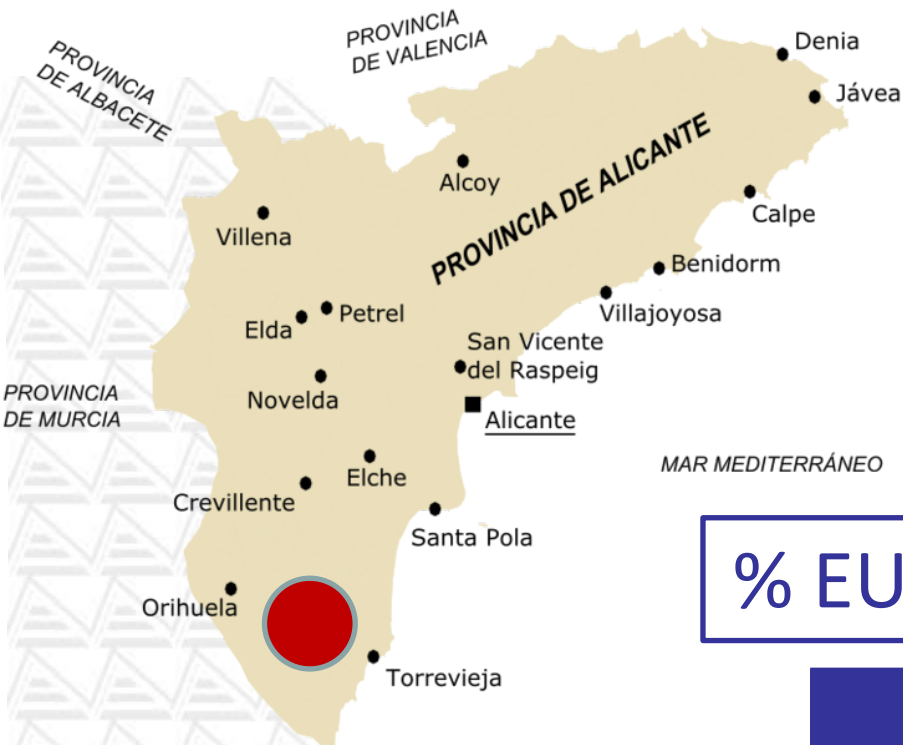 PROVINCIA
DE VALENCIA
PROVINCIA
DE ALBACETE
Denia
Jávea
Alcoy
PROVINCIA DE ALICANTE
Calpe
Villena
Benidorm
Villajoyosa
Petrel
Elda
San Vicente
del Raspeig
PROVINCIA
DE MURCIA
Novelda
Alicante
MAR MEDITERRÁNEO
Elche
Crevillente
Santa Pola
% EU
Orihuela
Torrevieja